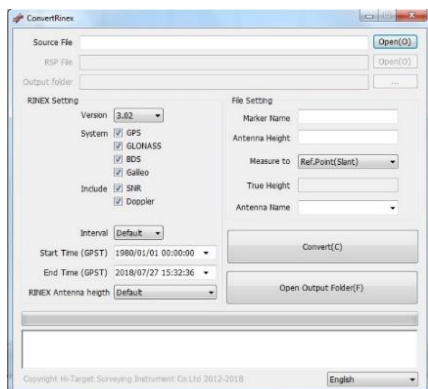 ConvertRinex
Source File Open(O)
RSP File Open(O)
Output folder ...
RINEX Setting
Version 3.02
System GPS
GLONASS
BDS
Galileo
Include SNR
Doppler
Interval Default
Start Time (GPST) 1980/01/01 00:00:00
End Time (GPST) 2018/07/27 15:32:36
RINEX Antenna heigth Default
File Setting
Marker Name
Antenna Height
Measure to Ref.Point(Slant)
True Height
Antenna Name
Convert(C)
Open Output Folder(F)
Copyright Hi-Target Surveying Instrument Co.Ltd 2012-2018 English